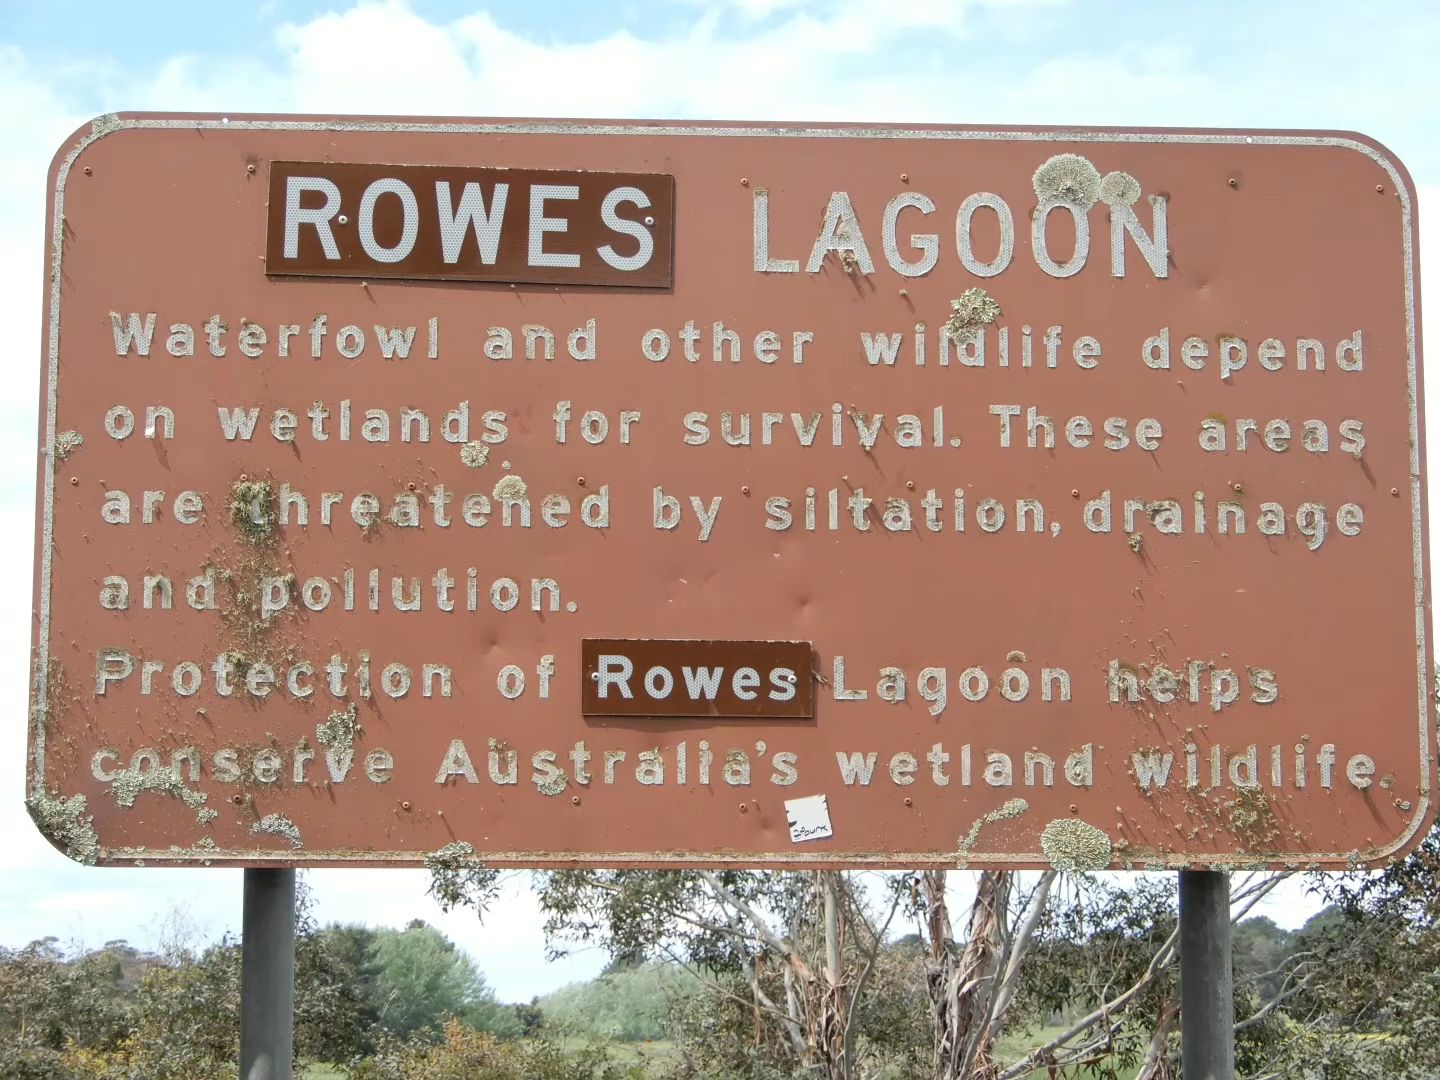 ROWES LAGOON
Waterfowl and other wildlife depend
on wetlands for survival. These areas
are threatened by siltation, drainage
and pollution.
Protection of Rowes Lagoon helps
conserve Australia's wetland wildlife.